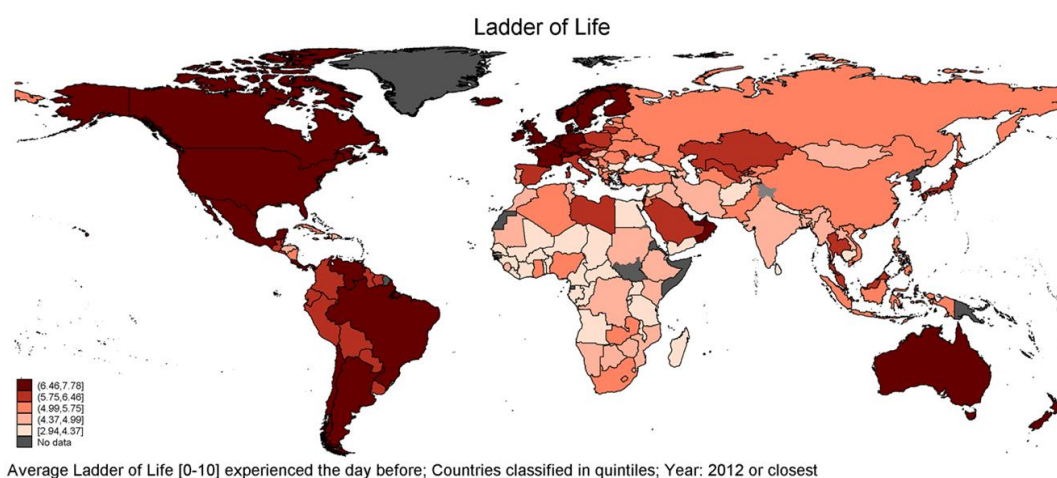 Ladder of Life
(6.46,7.78]
(5.75,6.46]
(4.99,5.75]
(4.37,4.99]
[2.94,4.37]
No data
Average Ladder of Life [0-10] experienced the day before; Countries classified in quintiles; Year: 2012 or closest